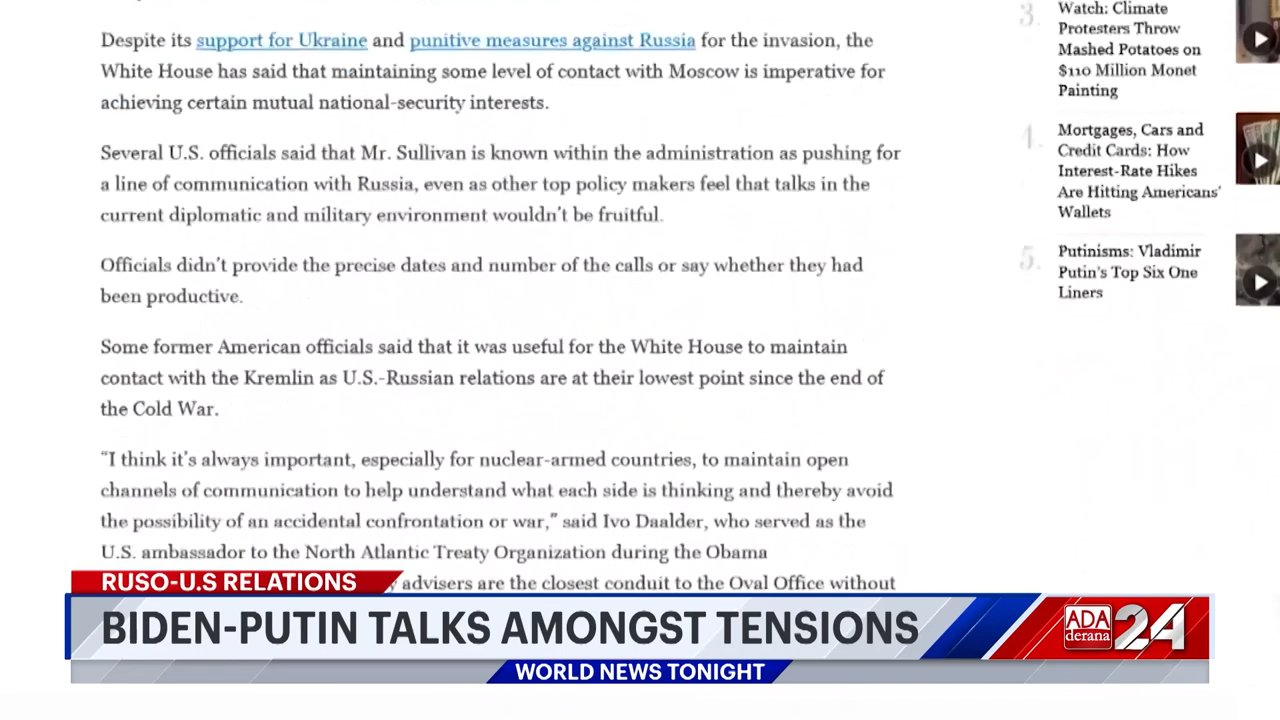 Despite its support for Ukraine and punitive measures against Russia for the invasion, the
White House has said that maintaining some level of contact with Moscow is imperative for
achieving certain mutual national-security interests.
Several U.S. officials said that Mr. Sullivan is known within the administration as pushing for
a line of communication with Russia, even as other top policy makers feel that talks in the
current diplomatic and military environment wouldn't be fruitful.
Officials didn't provide the precise dates and number of the calls or say whether they had
been productive.
Some former American officials said that it was useful for the White House to maintain
contact with the Kremlin as U.S.-Russian relations are at their lowest point since the end of
the Cold War.
“I think it's always important, especially for nuclear-armed countries, to maintain open
channels of communication to help understand what each side is thinking and thereby avoid
the possibility of an accidental confrontation or war,” said Ivo Daalder, who served as the
U.S. ambassador to the North Atlantic Treaty Organization during the Obama
advisers are the closest conduit to the Oval Office without
3.
Watch: Climate
Protesters Throw
Mashed Potatoes on
$110 Million Monet
Painting
4.
Mortgages, Cars and
Credit Cards: How
Interest-Rate Hikes
Are Hitting Americans'
Wallets
5.
Putinisms: Vladimir
Putin's Top Six One
Liners
RUSO-U.S RELATIONS
BIDEN-PUTIN TALKS AMONGST TENSIONS
ADA
derana
24
WORLD NEWS TONIGHT